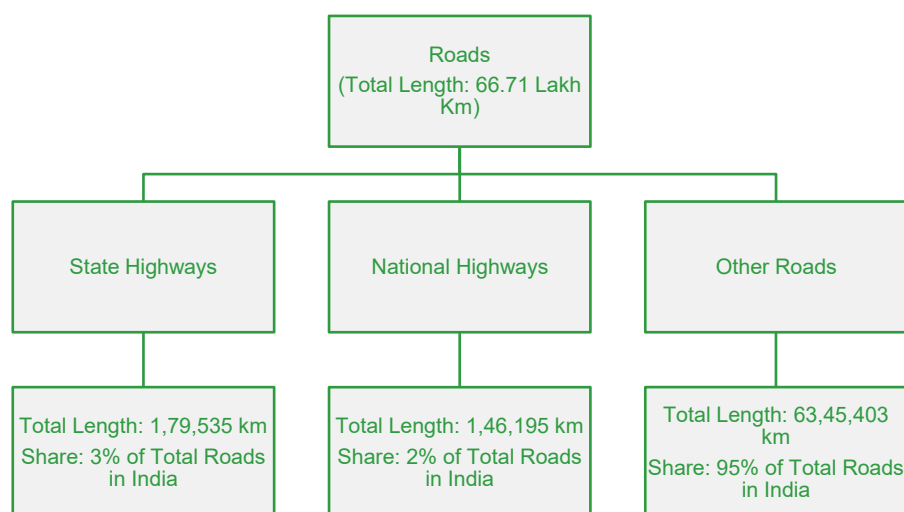 Roads
(Total Length: 66.71 Lakh
Km)
State Highways
National Highways
Other Roads
Total Length: 1,79,535 km
Share: 3% of Total Roads
in India
Total Length: 1,46,195 km
Share: 2% of Total Roads
in India
Total Length: 63,45,403
km
Share: 95% of Total Roads
in India